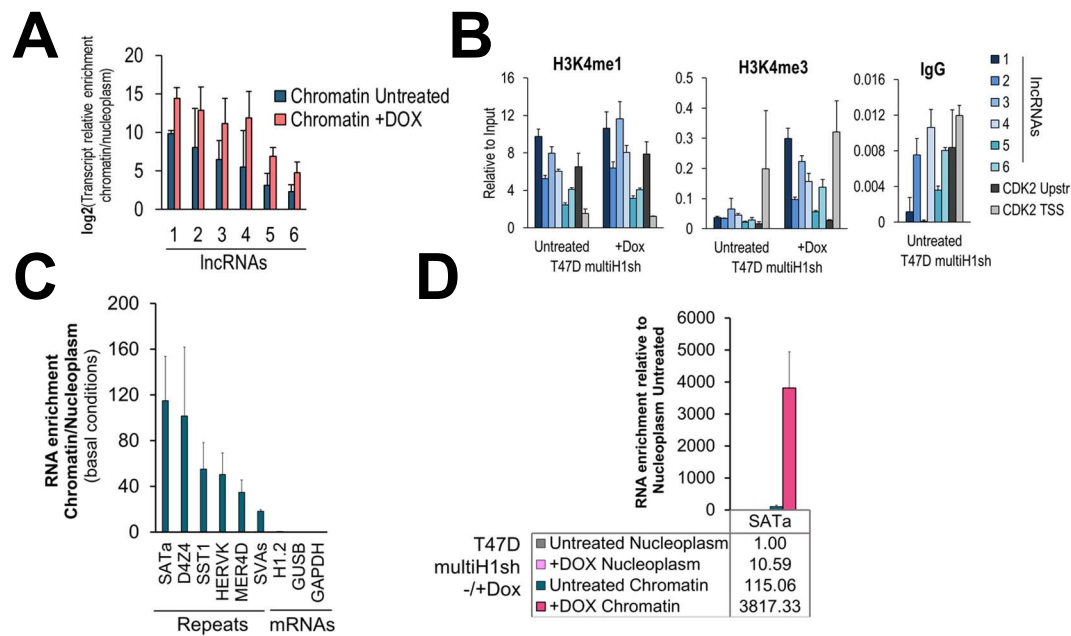 A
log2(Transcript relative enrichment
chromatin/nucleoplasm)
20
15
10
5
0
Chromatin Untreated
Chromatin +DOX
1 2 3 4 5 6
lncRNAs
B
H3K4me1
Relative to Input
16
12
8
4
0
Untreated +Dox
T47D multiH1sh
H3K4me3
0.5
0.4
0.3
0.2
0.1
0
Untreated +Dox
T47D multiH1sh
IgG
0.016
0.012
0.008
0.004
0
Untreated
T47D multiH1sh
1
2
3
4
5
6
lncRNAs
CDK2 Upstr
CDK2 TSS
C
RNA enrichment
Chromatin/Nucleoplasm
(basal conditions)
200
160
120
80
40
0
SATa
D4Z4
SST1
HERVK
MER4D
SVAs
H1.2
GUSB
GAPDH
Repeats mRNAs
D
RNA enrichment relative to
Nucleoplasm Untreated
6000
5000
4000
3000
2000
1000
0
SATa
T47D
multiH1sh
-/+Dox
Untreated Nucleoplasm 1.00
+DOX Nucleoplasm 10.59
Untreated Chromatin 115.06
+DOX Chromatin 3817.33